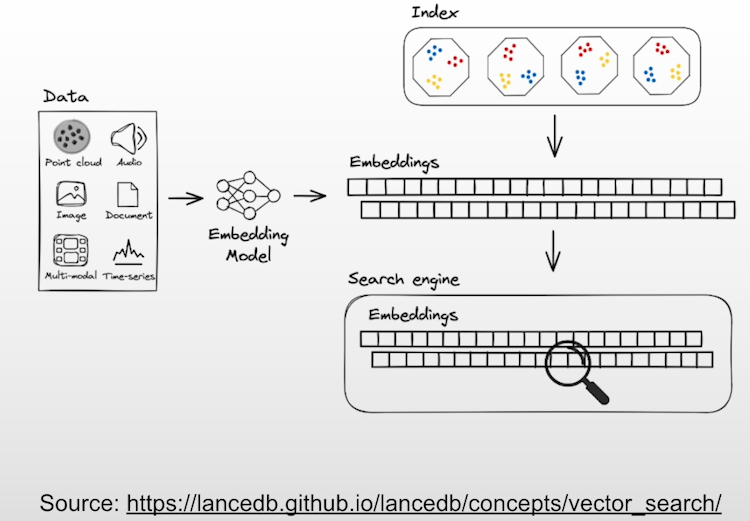 Index
Data
Point cloud
Audio
Image
Document
Multi-modal
Time-series
Embedding
Model
Embeddings
Search engine
Embeddings
Source: https://lancedb.github.io/lancedb/concepts/vector_search/